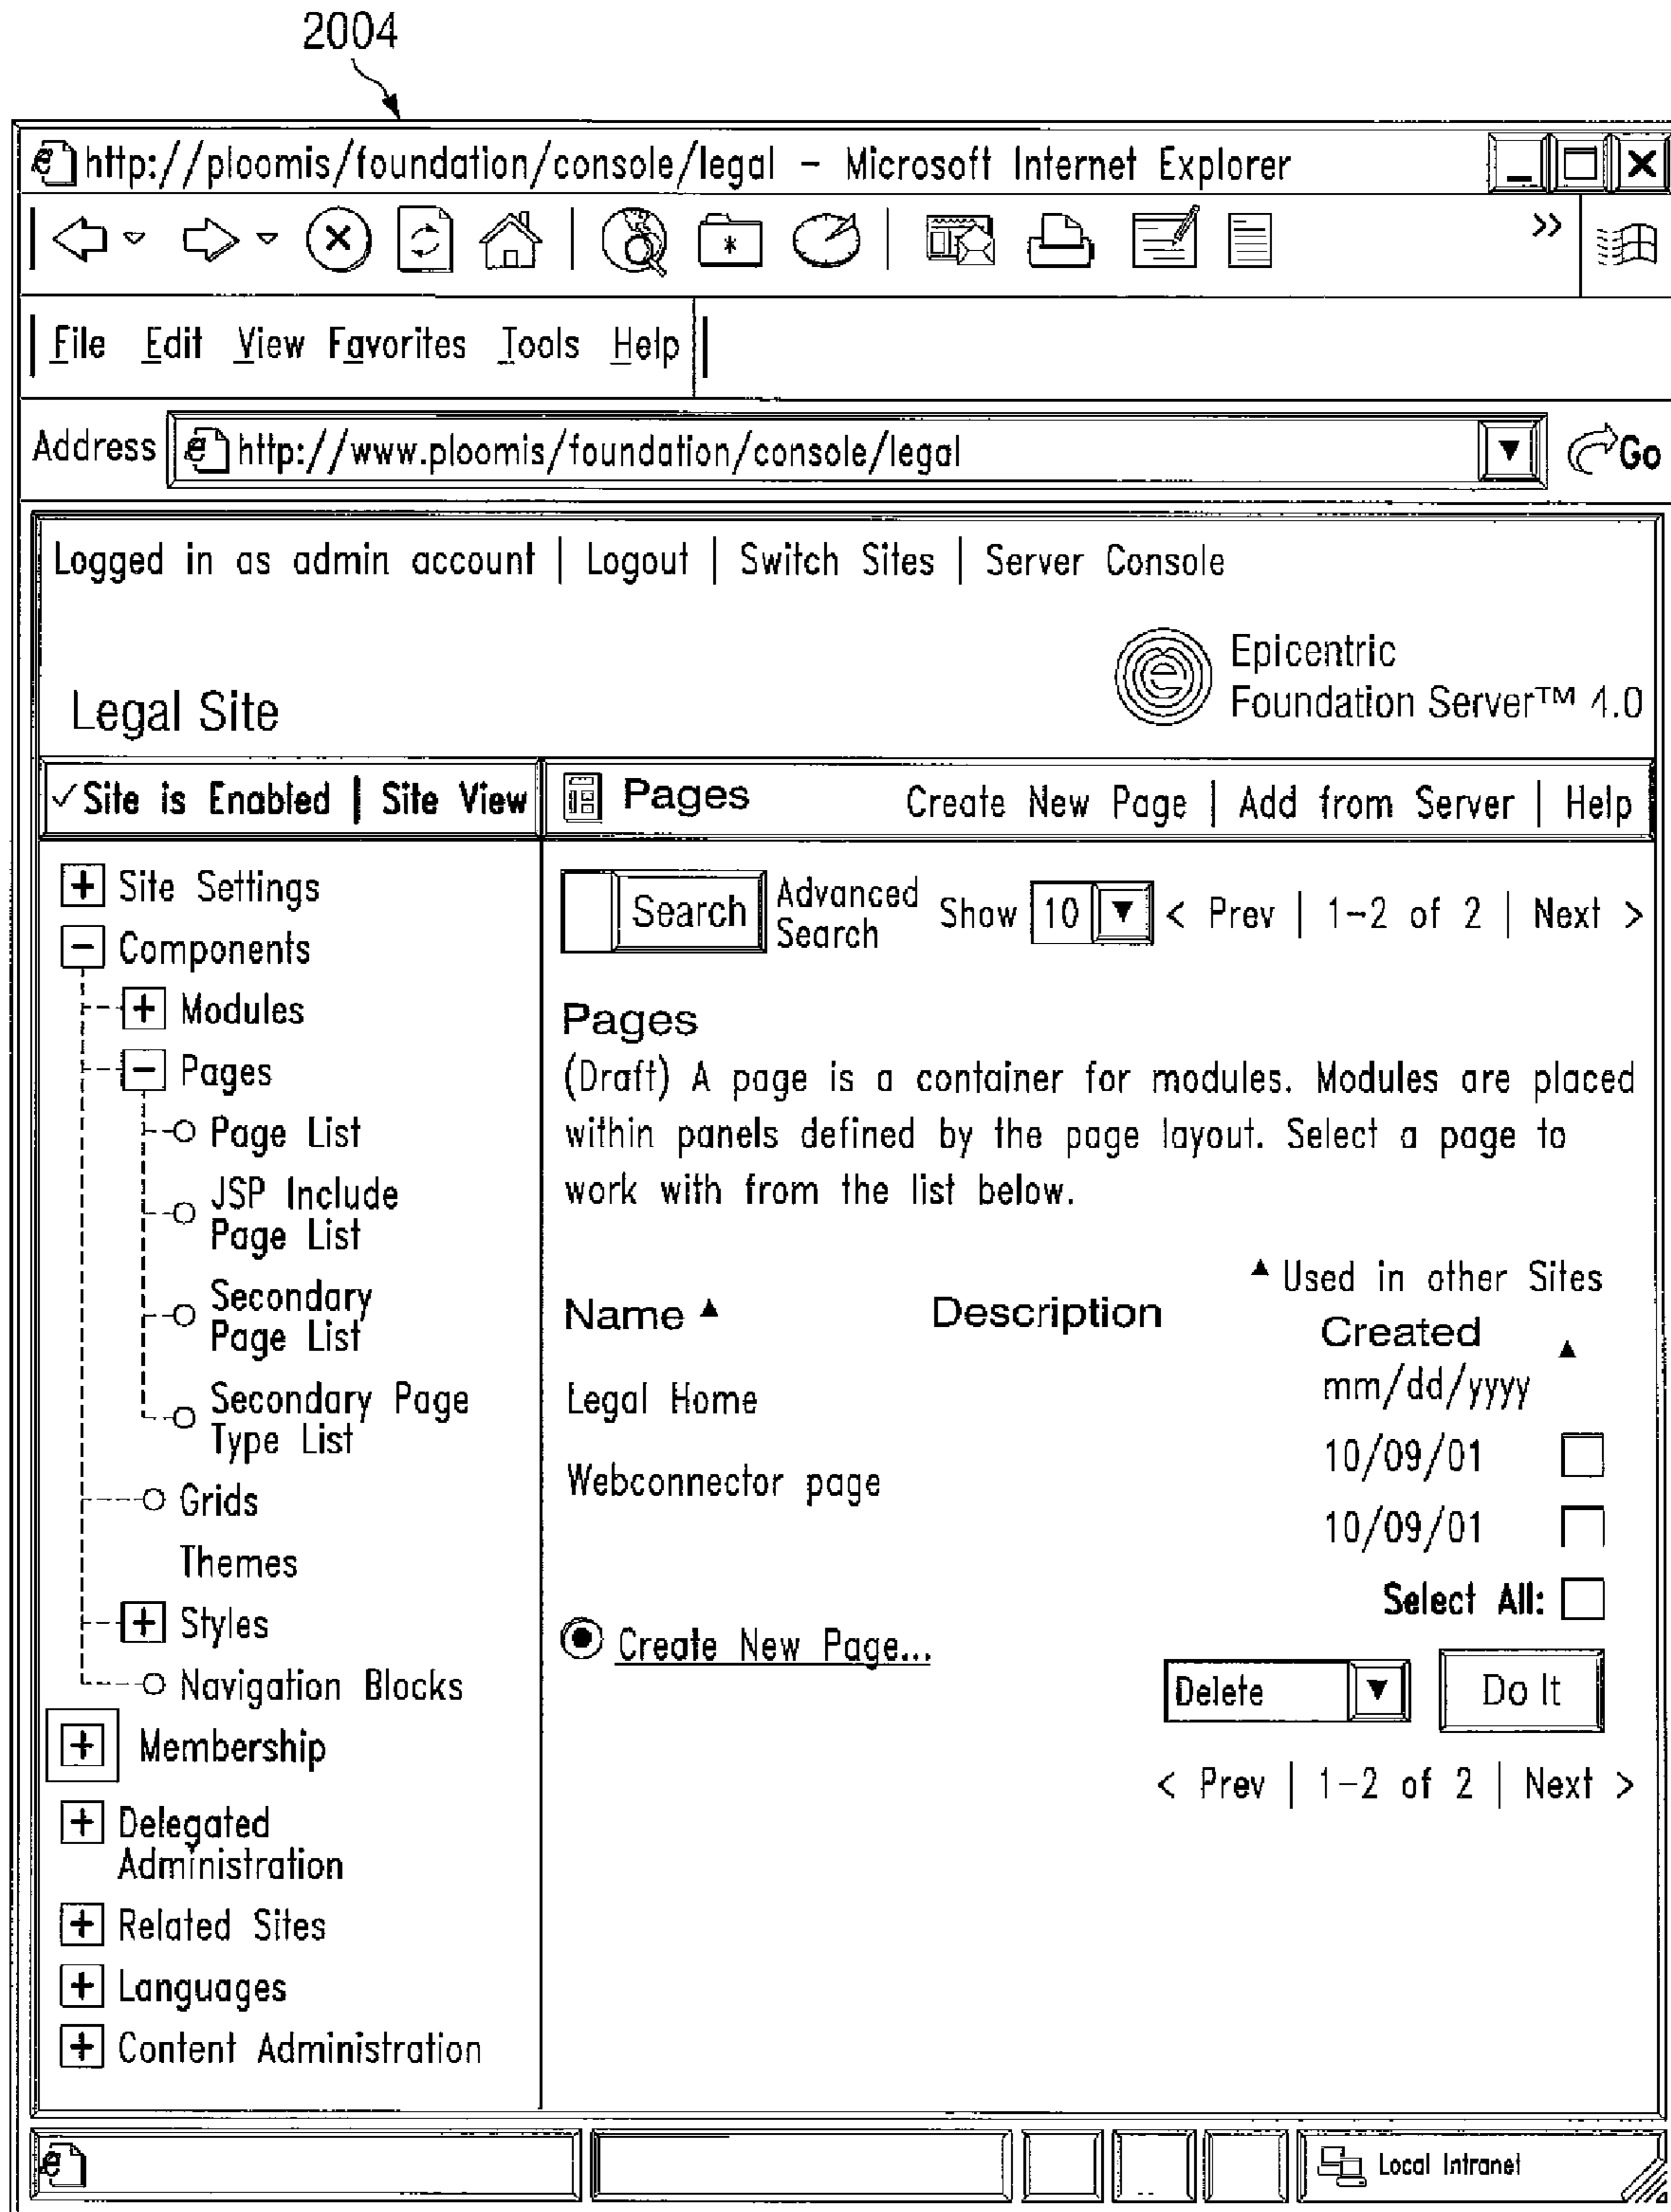 2004
http://ploomis/foundation/console/legal – Microsoft Internet Explorer
File Edit View Favorites Tools Help
Address http://www.ploomis/foundation/console/legal Go
Logged in as admin account | Logout | Switch Sites | Server Console
Epicentric
Foundation Server™ 4.0
Legal Site
✓Site is Enabled | Site View
Pages Create New Page | Add from Server | Help
Site Settings
Components
Modules
Pages
Page List
JSP Include
Page List
Secondary
Page List
Secondary Page
Type List
Grids
Themes
Styles
Navigation Blocks
Membership
Delegated
Administration
Related Sites
Languages
Content Administration
Search Advanced
Search Show 10 < Prev | 1–2 of 2 | Next >
Pages
(Draft) A page is a container for modules. Modules are placed
within panels defined by the page layout. Select a page to
work with from the list below.
▲ Used in other Sites
Name ▲ Description Created ▲
mm/dd/yyyy
Legal Home
10/09/01
Webconnector page
10/09/01
Select All:
Create New Page...
Delete Do It
< Prev | 1–2 of 2 | Next >
Local Intranet